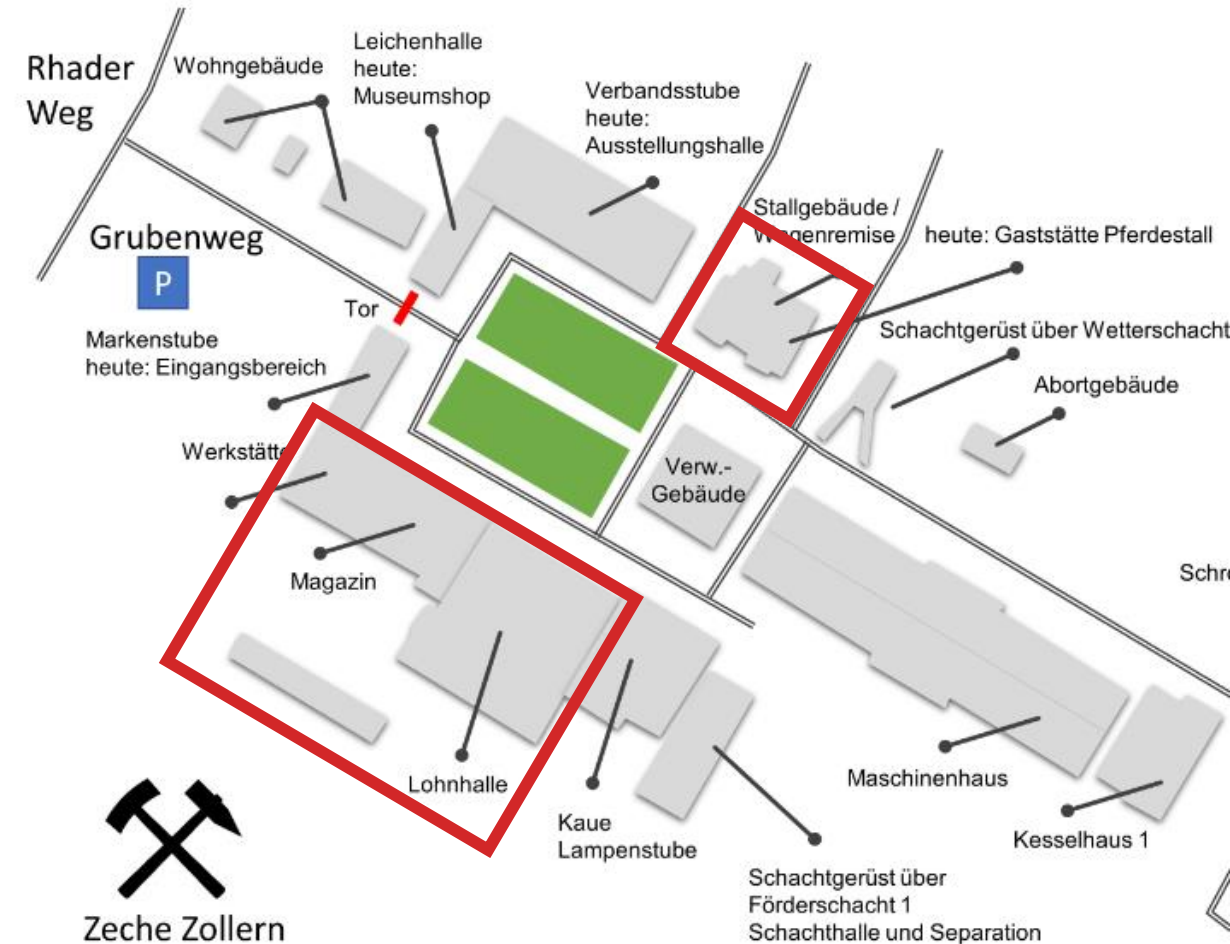 Rhader
Weg
Wohngebäude
Leichenhalle
heute:
Museumshop
Verbandsstube
heute:
Ausstellungshalle
Stallgebäude /
Wagenremise
heute: Gaststätte Pferdestall
Grubenweg
P
Tor
Markenstube
heute: Eingangsbereich
Schachtgerüst über Wetterschacht
Abortgebäude
Werkstätte
Verw.-
Gebäude
Magazin
Lohnhalle
Maschinenhaus
Kesselhaus 1
Kaue
Lampenstube
Schachtgerüst über
Förderschacht 1
Schachthalle und Separation
Zeche Zollern